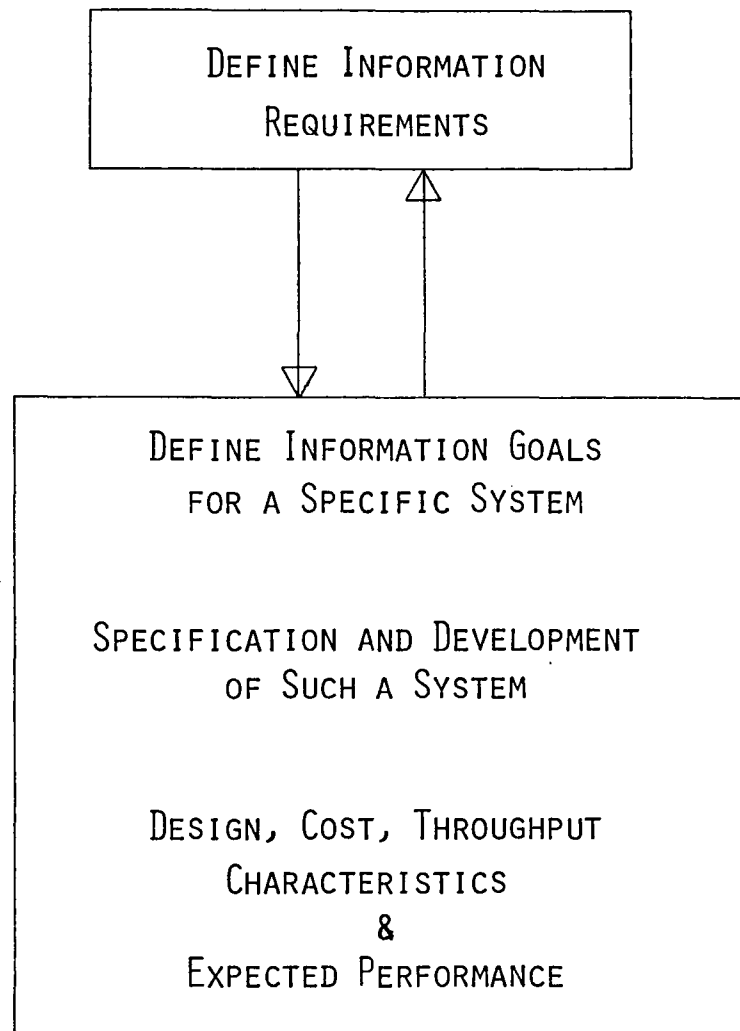 DEFINE INFORMATION
REQUIREMENTS
DEFINE INFORMATION GOALS
FOR A SPECIFIC SYSTEM
SPECIFICATION AND DEVELOPMENT
OF SUCH A SYSTEM
DESIGN, COST, THROUGHPUT
CHARACTERISTICS
&
EXPECTED PERFORMANCE